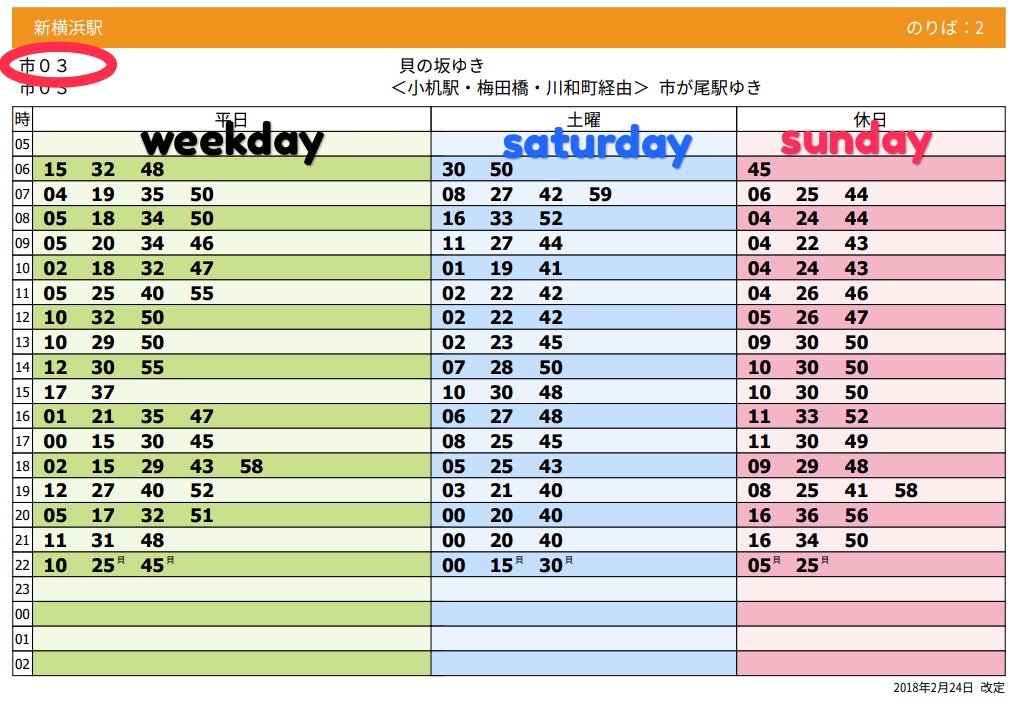 新横浜駅 のりば：2
市０３ 貝の坂ゆき
市０３ ＜小机駅・梅田橋・川和町経由＞ 市が尾駅ゆき
時 平日 土曜 休日
05 weekday saturday sunday
06 15 32 48 30 50 45
07 04 19 35 50 08 27 42 59 06 25 44
08 05 18 34 50 16 33 52 04 24 44
09 05 20 34 46 11 27 44 04 22 43
10 02 18 32 47 01 19 41 04 24 43
11 05 25 40 55 02 22 42 04 26 46
12 10 32 50 02 22 42 05 26 47
13 10 29 50 02 23 45 09 30 50
14 12 30 55 07 28 50 10 30 50
15 17 37 10 30 48 10 30 50
16 01 21 35 47 06 27 48 11 33 52
17 00 15 30 45 08 25 45 11 30 49
18 02 15 29 43 58 05 25 43 09 29 48
19 12 27 40 52 03 21 40 08 25 41 58
20 05 17 32 51 00 20 40 16 36 56
21 11 31 48 00 20 40 16 34 50
22 10 25貝 45貝 00 15貝 30貝 05貝 25貝
23
00
01
02
2018年2月24日 改定